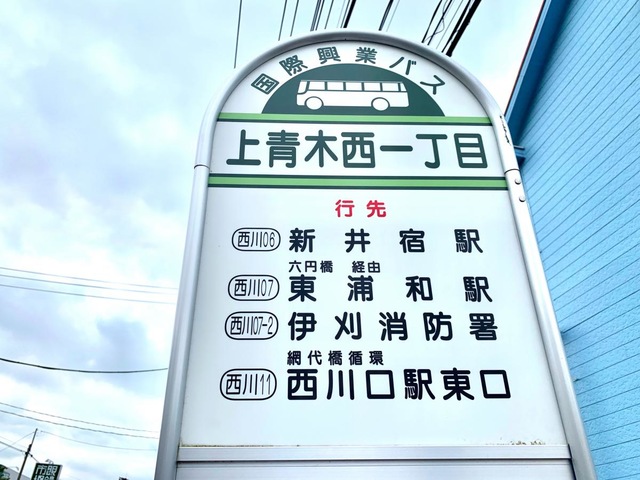 国際興業バス
上青木西一丁目
行先
西川06 新井宿駅
六円橋 経由
西川07 東浦和駅
西川07-2 伊刈消防署
網代橋循環
西川11 西川口駅東口